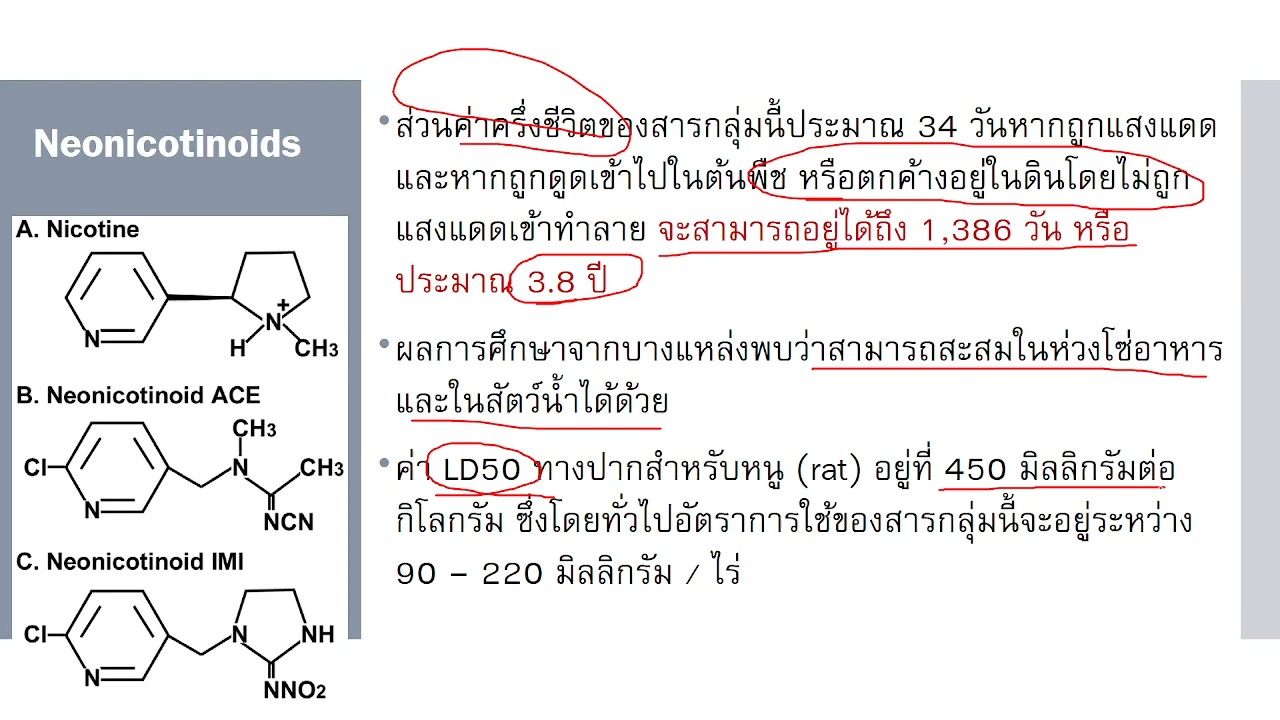 Neonicotinoids
A. Nicotine
N
N
+
H
CH3
B. Neonicotinoid ACE
CH3
Cl
N
CH3
N
NCN
C. Neonicotinoid IMI
Cl
N
NH
N
NNO2
• ส่วนค่าครึ่งชีวิตของสารกลุ่มนี้ประมาณ 34 วันหากถูกแสงแดด
และหากถูกดูดเข้าไปในต้นพืช หรือตกค้างอยู่ในดินโดยไม่ถูก
แสงแดดเข้าทำลาย จะสามารถอยู่ได้ถึง 1,386 วัน หรือ
ประมาณ 3.8 ปี
• ผลการศึกษาจากบางแหล่งพบว่าสามารถสะสมในห่วงโซ่อาหาร
และในสัตว์น้ำได้ด้วย
• ค่า LD50 ทางปากสำหรับหนู (rat) อยู่ที่ 450 มิลลิกรัมต่อ
กิโลกรัม ซึ่งโดยทั่วไปอัตราการใช้ของสารกลุ่มนี้จะอยู่ระหว่าง
90 – 220 มิลลิกรัม / ไร่